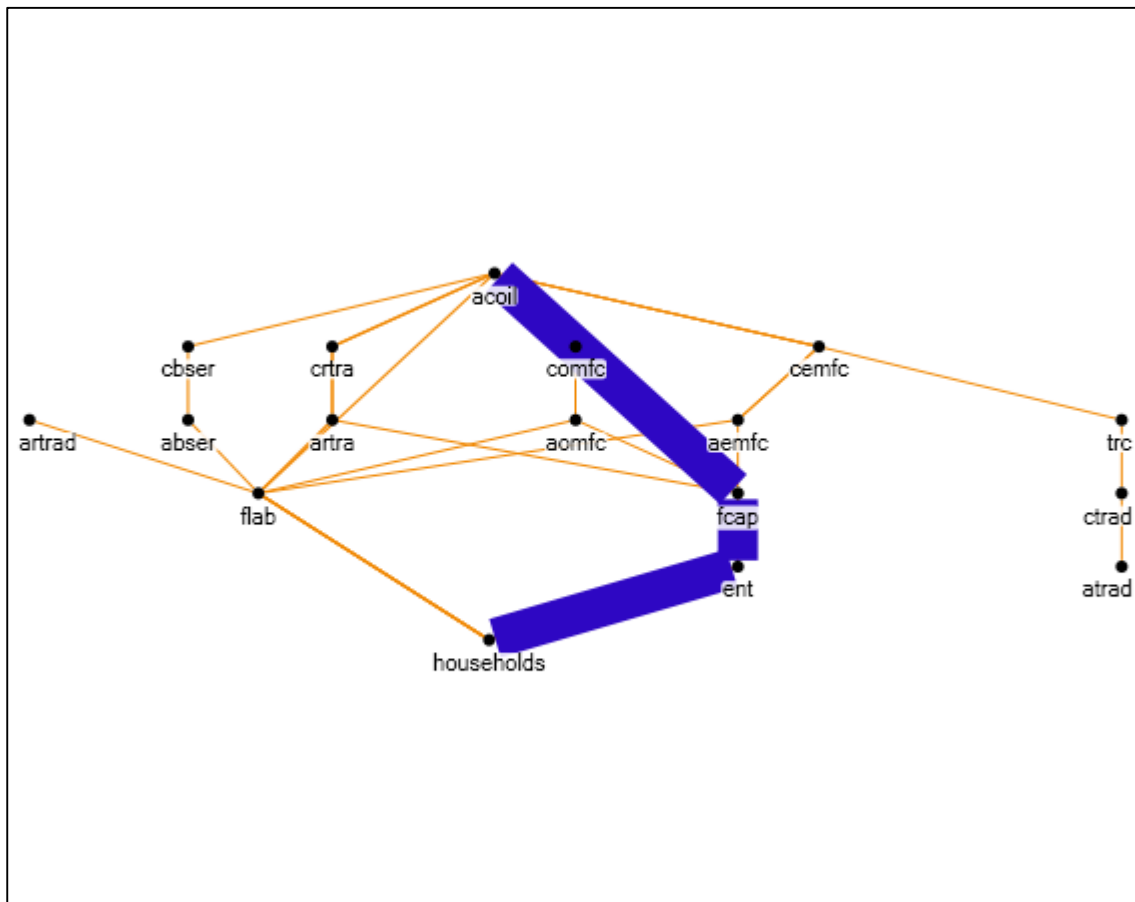 acoil
cbser
crtra
comfc
cemfc
artrad
abser
artra
aomfc
aemfc
trc
flab
fcap
ctrad
ent
atrad
households